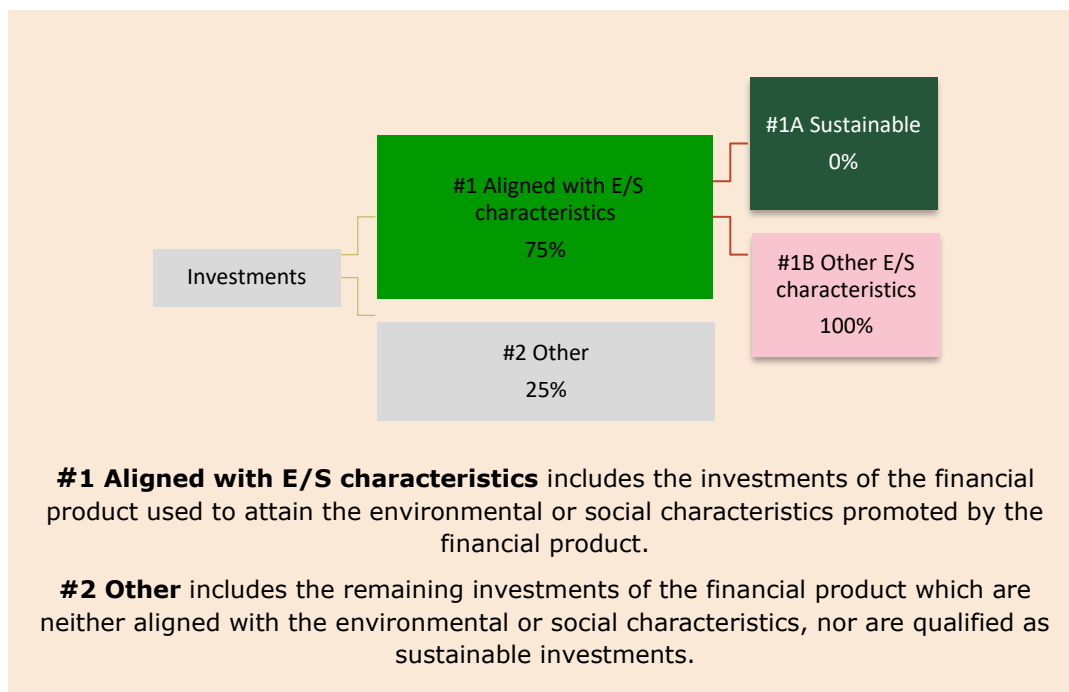 #1A Sustainable
0%
#1 Aligned with E/S
characteristics
75%
Investments
#1B Other E/S
characteristics
100%
#2 Other
25%
#1 Aligned with E/S characteristics includes the investments of the financial
product used to attain the environmental or social characteristics promoted by the
financial product.
#2 Other includes the remaining investments of the financial product which are
neither aligned with the environmental or social characteristics, nor are qualified as
sustainable investments.